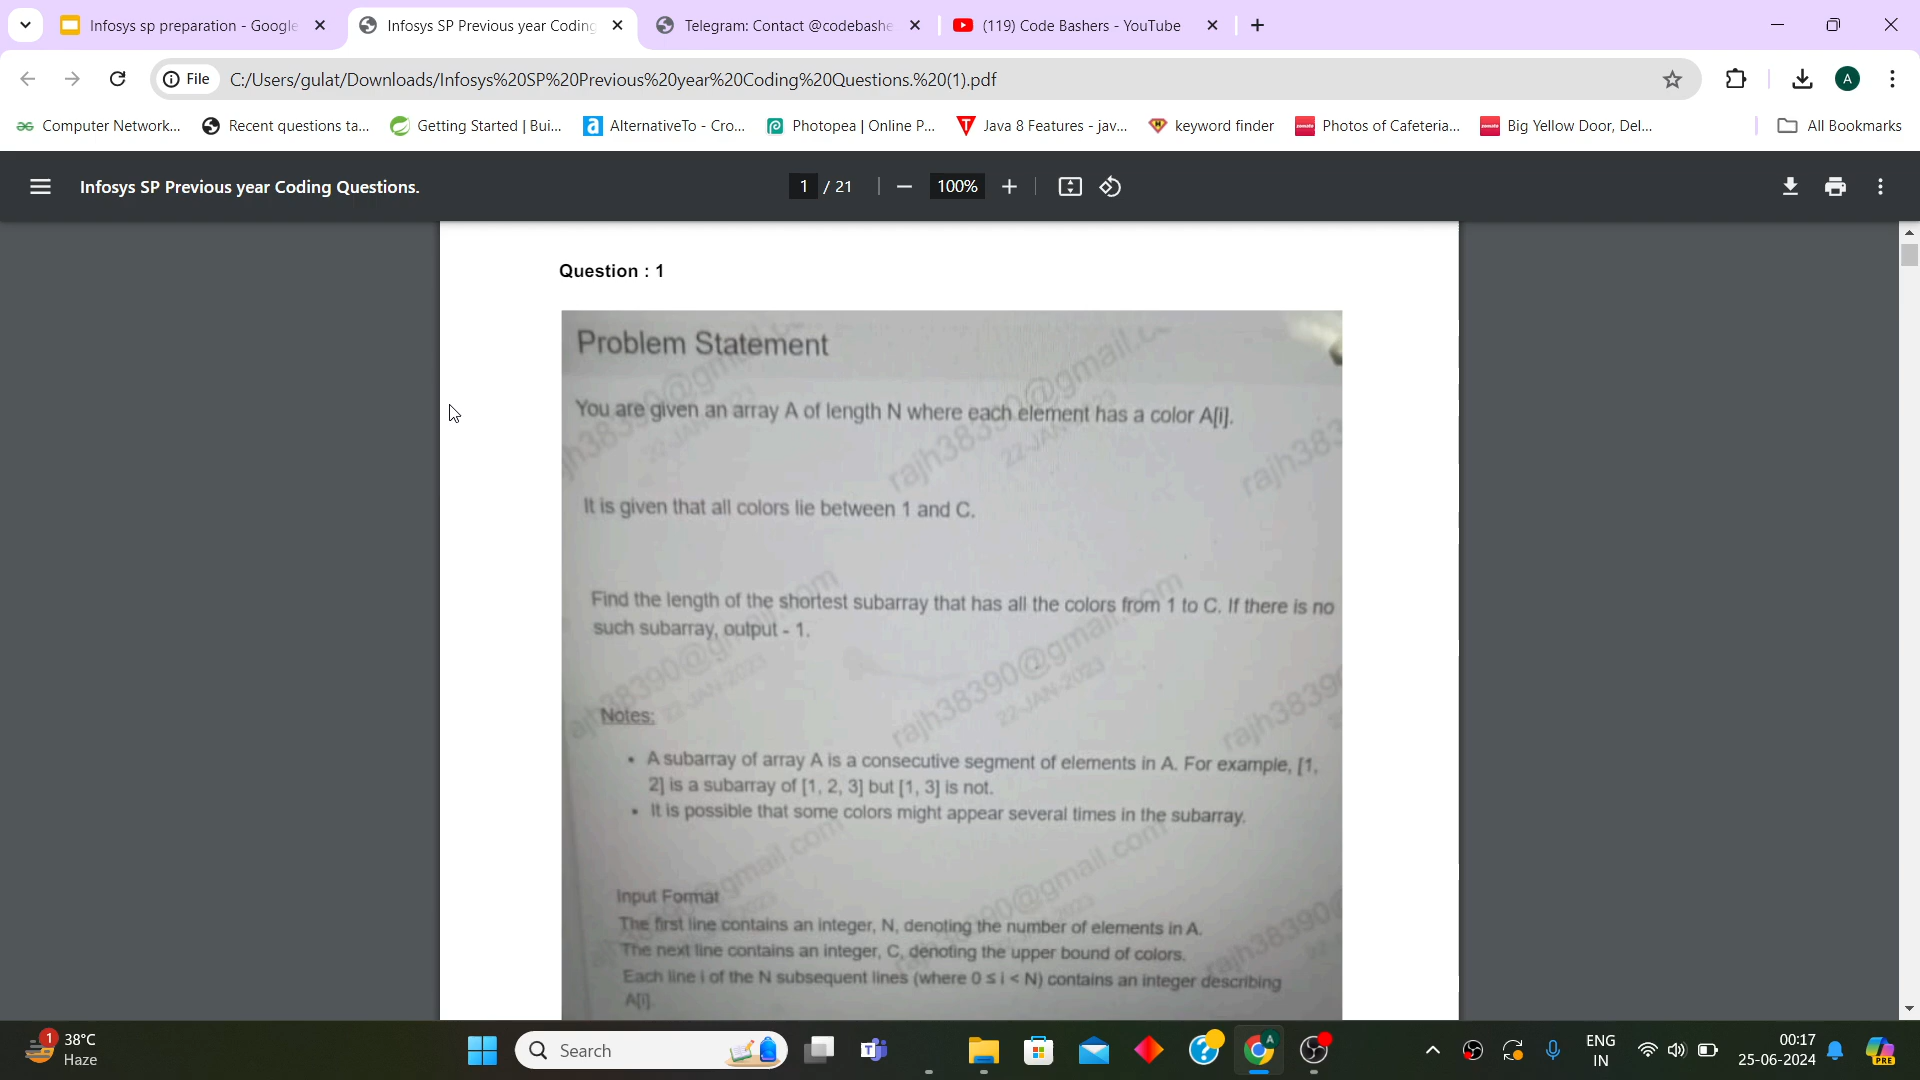 Infosys sp preparation - Google
Infosys SP Previous year Coding
Telegram: Contact @codebashe
(119) Code Bashers - YouTube
File
C:/Users/gulat/Downloads/Infosys%20SP%20Previous%20year%20Coding%20Questions.%20(1).pdf
A
Computer Network...
Recent questions ta...
Getting Started | Bui...
AlternativeTo - Cro...
Photopea | Online P...
Java 8 Features - jav...
keyword finder
zomato
Photos of Cafeteria...
zomato
Big Yellow Door, Del...
All Bookmarks
Infosys SP Previous year Coding Questions.
1 / 21
100%
Question : 1
Problem Statement
You are given an array A of length N where each element has a color A[i].
It is given that all colors lie between 1 and C.
Find the length of the shortest subarray that has all the colors from 1 to C. If there is no
such subarray, output - 1.
Notes:
• A subarray of array A is a consecutive segment of elements in A. For example, [1,
2] is a subarray of [1, 2, 3] but [1, 3] is not.
• It is possible that some colors might appear several times in the subarray.
Input Format
The first line contains an integer, N, denoting the number of elements in A.
The next line contains an integer, C, denoting the upper bound of colors.
Each line i of the N subsequent lines (where 0 ≤ i < N) contains an integer describing
A[i]
rajh38390@gmail.com
22-JAN-2023
1
38°C
Haze
Search
ENG
IN
00:17
25-06-2024
PRE